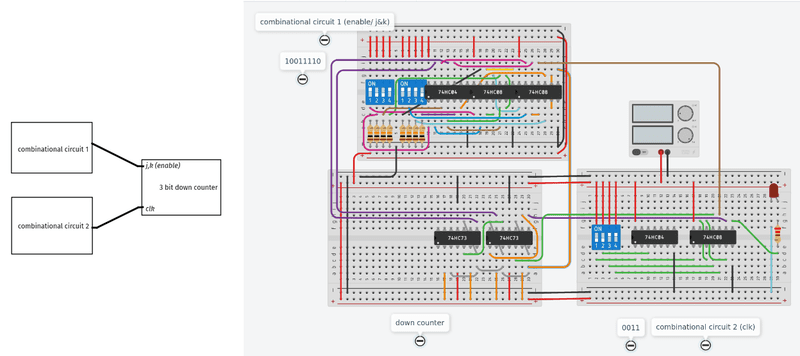 combinational circuit 1
combinational circuit 2
j,k (enable)
3 bit down counter
clk
combinational circuit 1 (enable/ j&k)
10011110
ON
1 2 3 4
ON
1 2 3 4
74HC04
74HC08
74HC08
74HC73
74HC73
ON
1 2 3 4
74HC04
74HC08
down counter
0011
combinational circuit 2 (clk)